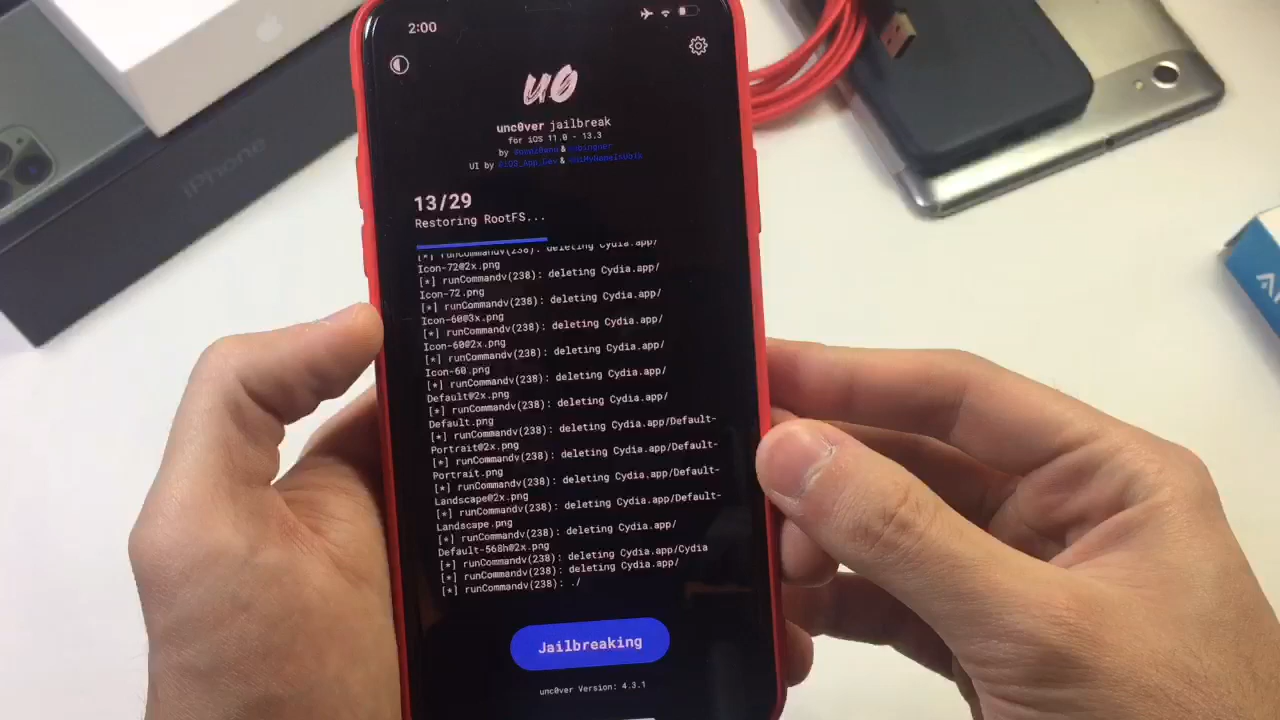 2:00
u0
unc0ver jailbreak
for iOS 11.0 - 13.3
by &
UI by &
13/29
Restoring RootFS...
[*] runCommandv(238): deleting Cydia.app/
Icon-72@2x.png
[*] runCommandv(238): deleting Cydia.app/
Icon-72.png
[*] runCommandv(238): deleting Cydia.app/
Icon-60@3x.png
[*] runCommandv(238): deleting Cydia.app/
Icon-60@2x.png
[*] runCommandv(238): deleting Cydia.app/
Icon-60.png
[*] runCommandv(238): deleting Cydia.app/
Default@2x.png
[*] runCommandv(238): deleting Cydia.app/
Default.png
[*] runCommandv(238): deleting Cydia.app/Default-
Portrait@2x.png
[*] runCommandv(238): deleting Cydia.app/Default-
Portrait.png
[*] runCommandv(238): deleting Cydia.app/Default-
Landscape@2x.png
[*] runCommandv(238): deleting Cydia.app/Default-
Landscape.png
[*] runCommandv(238): deleting Cydia.app/
Default-568h@2x.png
[*] runCommandv(238): deleting Cydia.app/Cydia
[*] runCommandv(238): deleting Cydia.app/
[*] runCommandv(238): ./
Jailbreaking
unc0ver Version: 4.3.1
iPhone